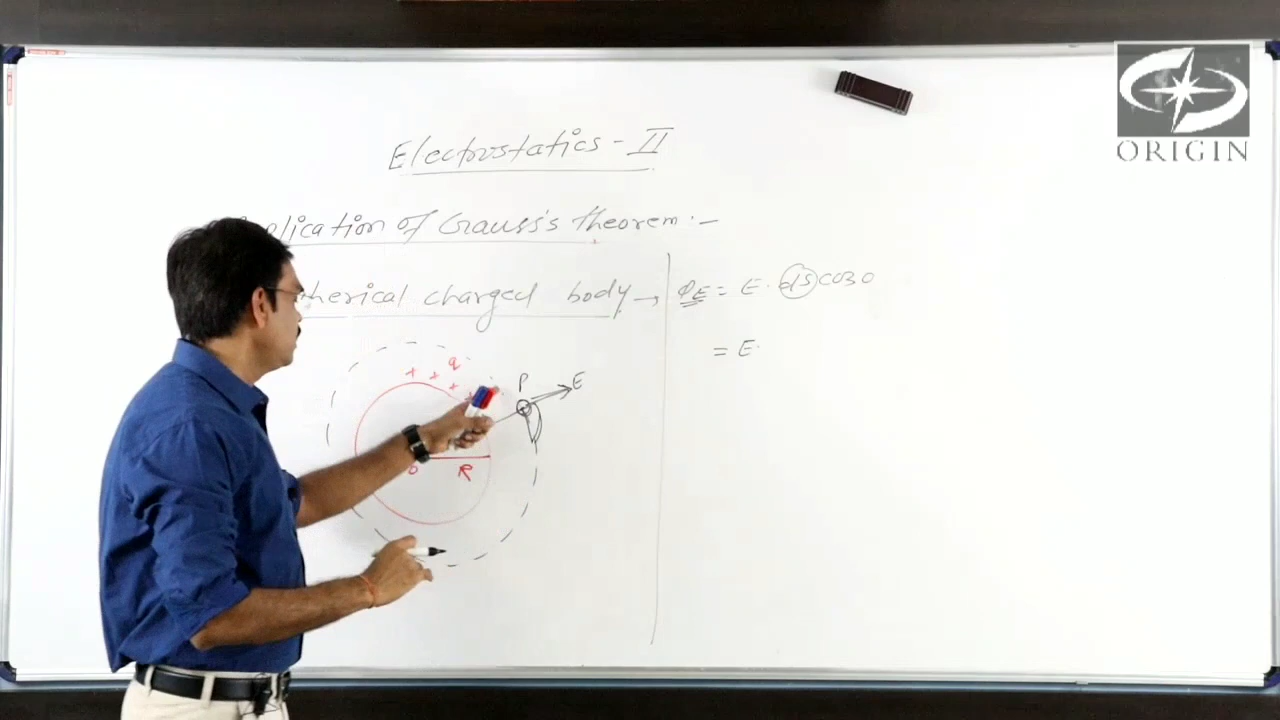 ORIGIN
Electrostatics - II
plication of Gauss's theorem :-
herical charged body → φE = E · ds cos 0
= E·
+ + + q
P
E
O R